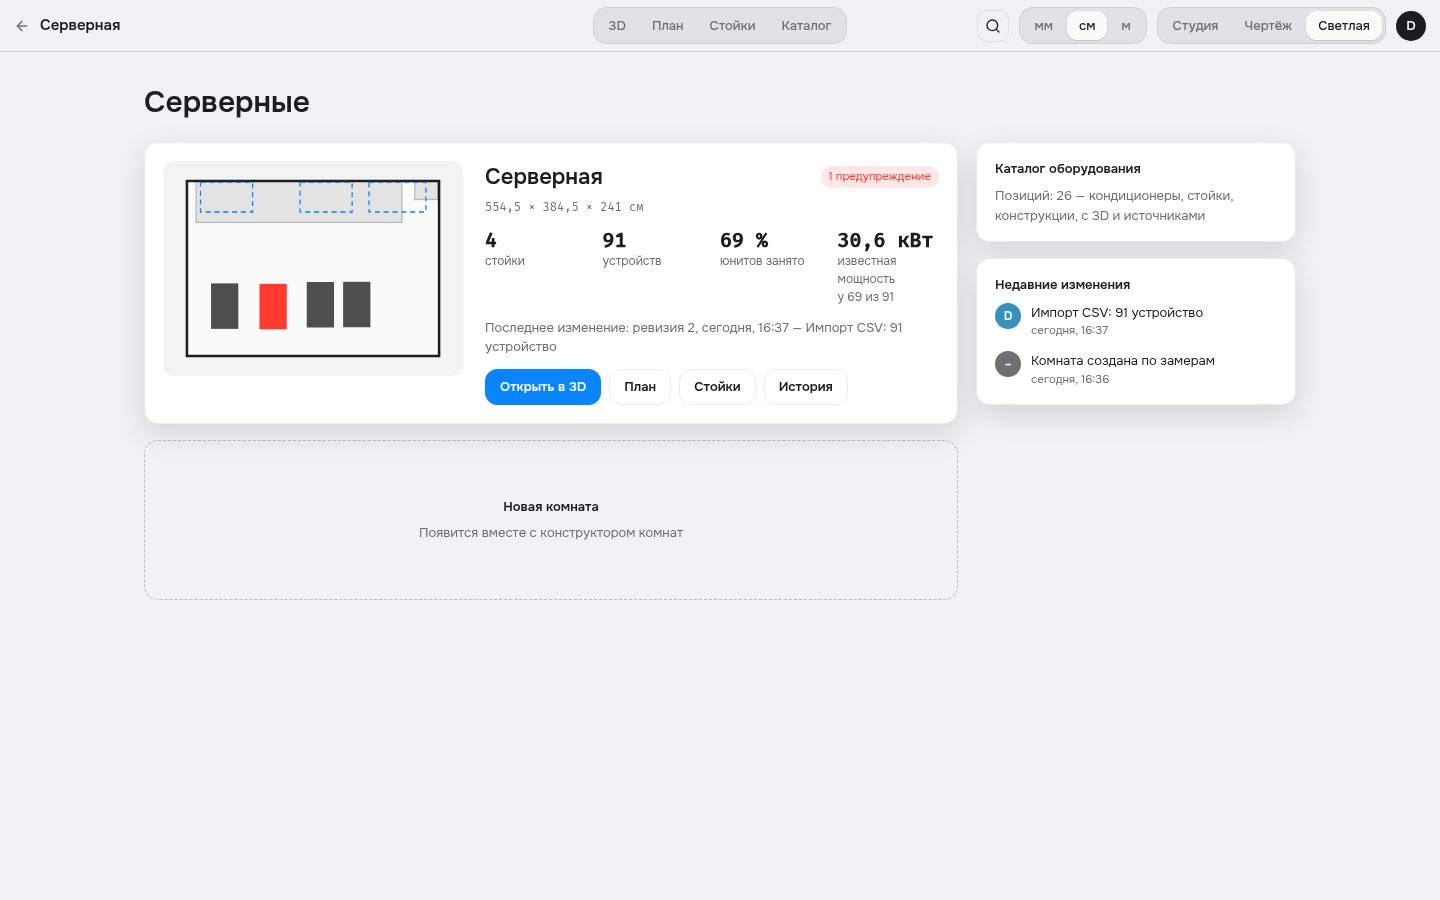 Серверная
3D План Стойки Каталог
мм см м
Студия Чертёж Светлая
D
Серверные
Серверная
1 предупреждение
554,5 × 384,5 × 241 см
4
стойки
91
устройств
69 %
юнитов занято
30,6 кВт
известная
мощность
у 69 из 91
Последнее изменение: ревизия 2, сегодня, 16:37 — Импорт CSV: 91
устройство
Открыть в 3D План Стойки История
Новая комната
Появится вместе с конструктором комнат
Каталог оборудования
Позиций: 26 — кондиционеры, стойки,
конструкции, с 3D и источниками
Недавние изменения
D
Импорт CSV: 91 устройство
сегодня, 16:37
–
Комната создана по замерам
сегодня, 16:36